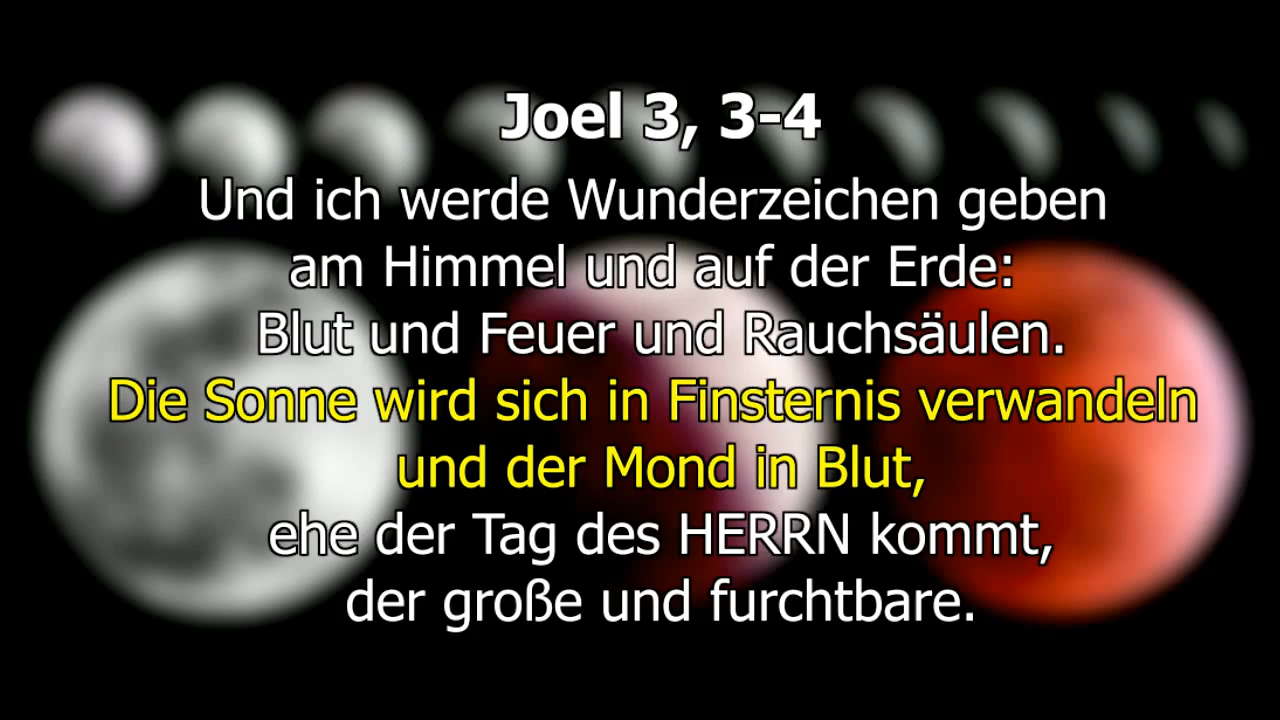 Joel 3, 3-4
Und ich werde Wunderzeichen geben
am Himmel und auf der Erde:
Blut und Feuer und Rauchsäulen.
Die Sonne wird sich in Finsternis verwandeln
und der Mond in Blut,
ehe der Tag des HERRN kommt,
der große und furchtbare.